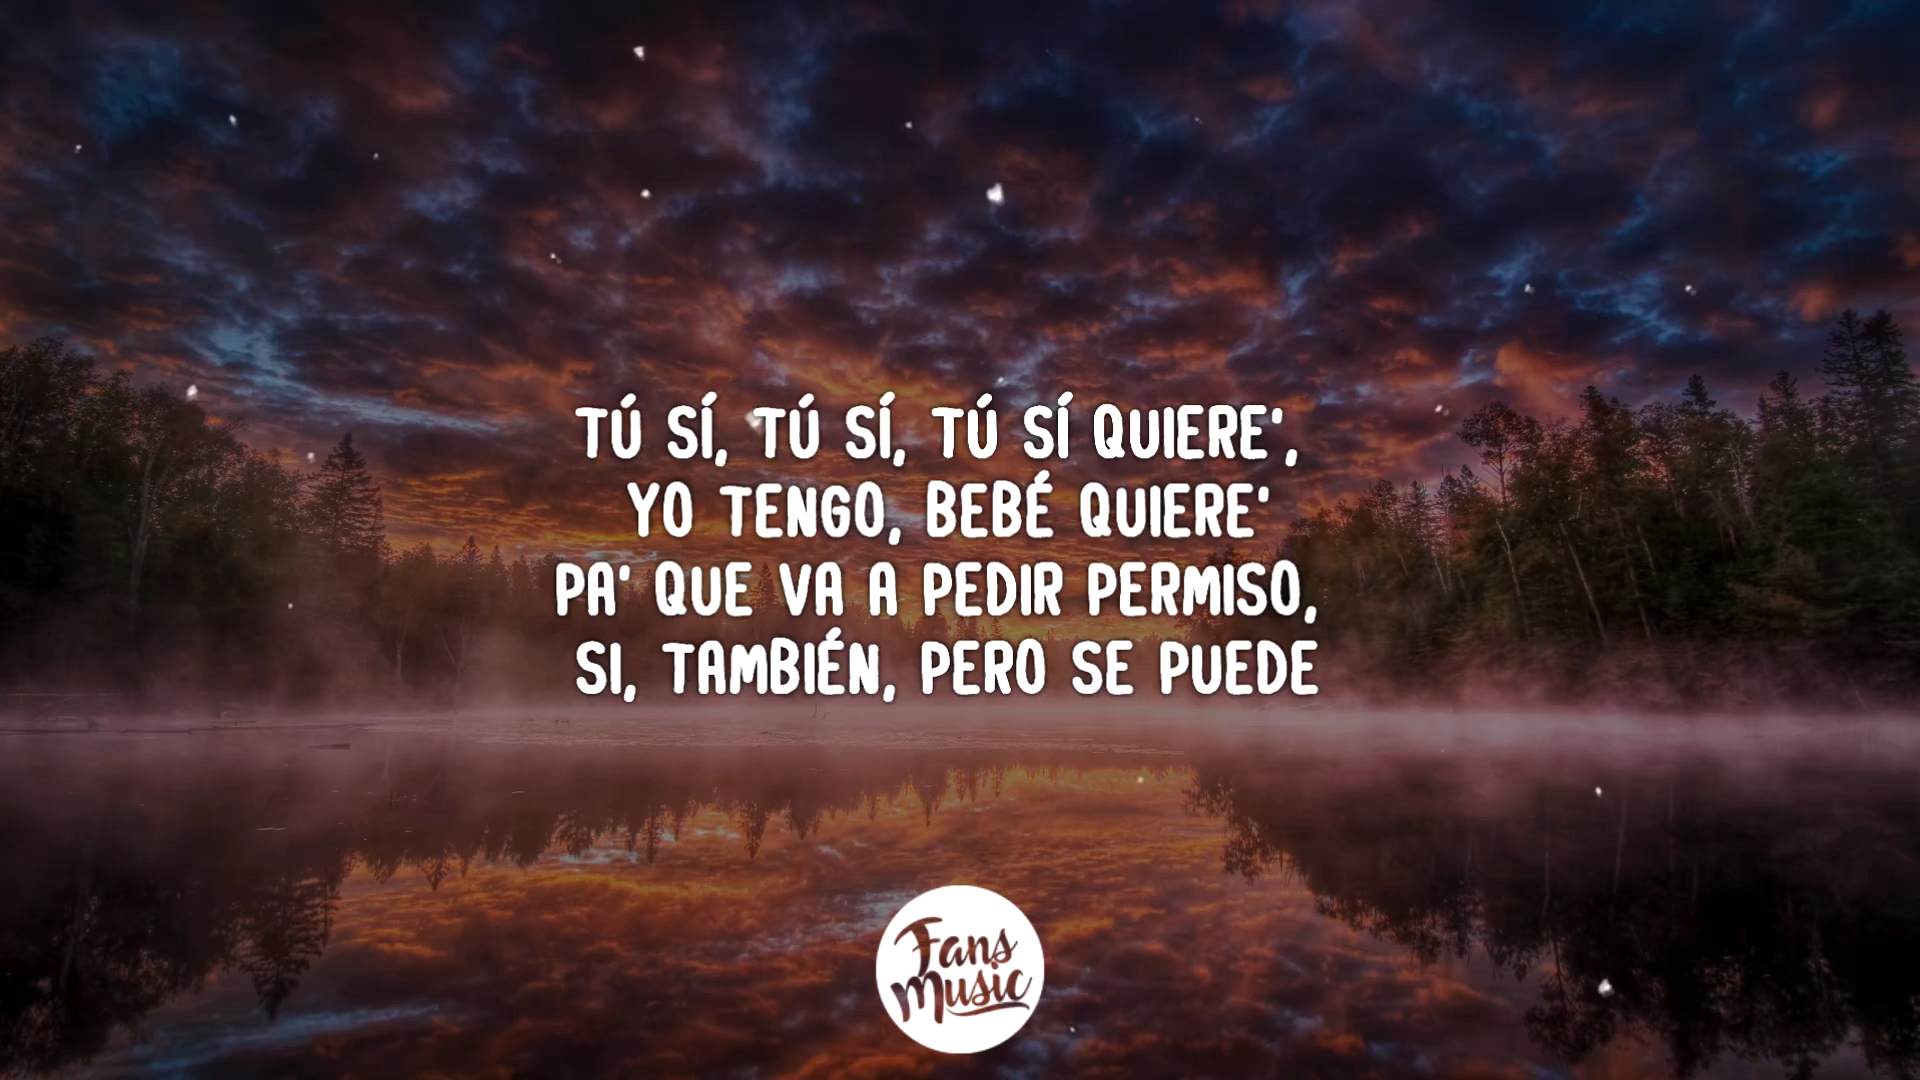 TÚ SÍ, TÚ SÍ, TÚ SÍ QUIERE',
YO TENGO, BEBÉ QUIERE'
PA' QUE VA A PEDIR PERMISO,
SI, TAMBIÉN, PERO SE PUEDE
Fans
Music